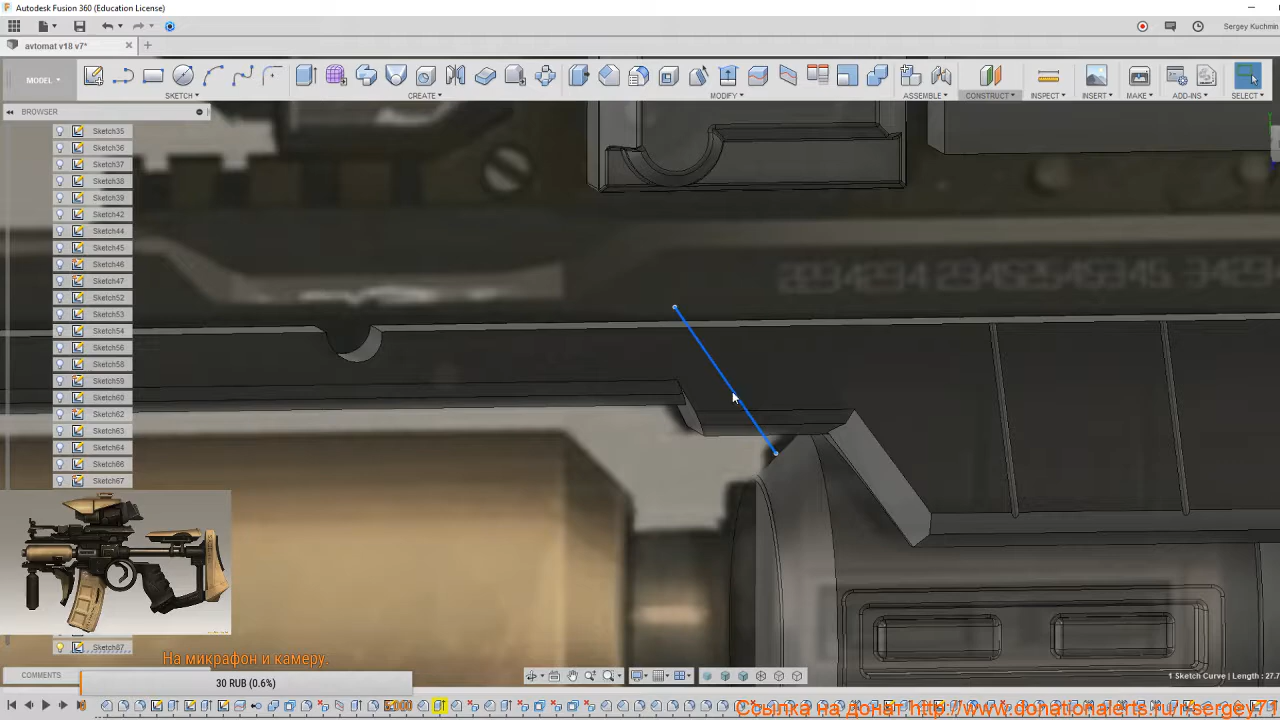 Autodesk Fusion 360 (Education License)
Sergey Kuchmin
avtomat v18 v7*
MODEL
SKETCH
CREATE
MODIFY
ASSEMBLE
CONSTRUCT
INSPECT
INSERT
MAKE
ADD-INS
SELECT
BROWSER
Sketch35
Sketch36
Sketch37
Sketch38
Sketch39
Sketch42
Sketch44
Sketch45
Sketch46
Sketch47
Sketch52
Sketch53
Sketch54
Sketch56
Sketch58
Sketch59
Sketch60
Sketch62
Sketch63
Sketch64
Sketch66
Sketch67
Sketch87
На микрафон и камеру.
COMMENTS
30 RUB (0.6%)
1 Sketch Curve | Length : 27.7
Ссылка на донат http://www.donationalerts.ru/r/sergey73